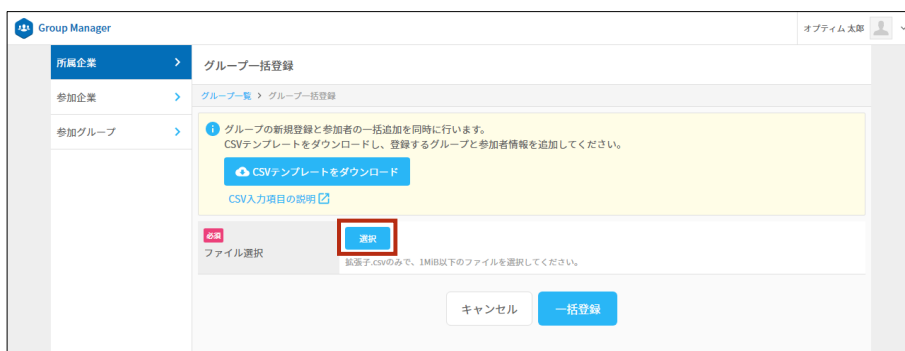 Group Manager
オプティム 太郎
所属企業
参加企業
参加グループ
グループ一括登録
グループ一覧 > グループ一括登録
グループの新規登録と参加者の一括追加を同時に行います。
CSVテンプレートをダウンロードし、登録するグループと参加者情報を追加してください。
CSVテンプレートをダウンロード
CSV入力項目の説明
必須
ファイル選択
選択
拡張子.csvのみで、1MiB以下のファイルを選択してください。
キャンセル
一括登録